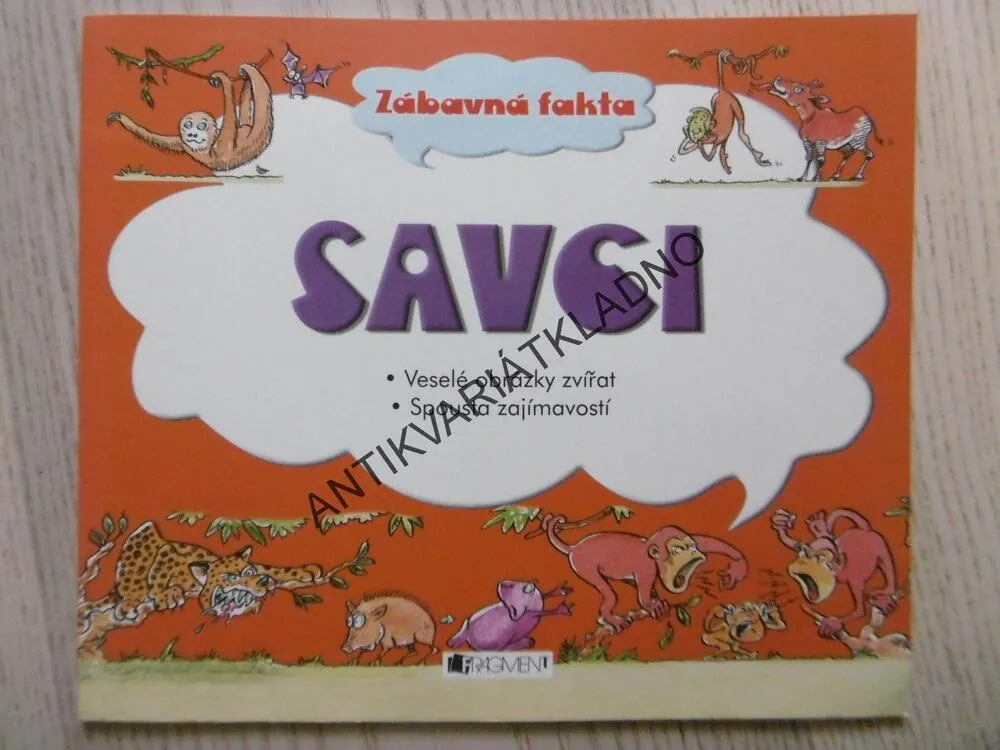 Zábavná fakta
SAVCI
• Veselé obrázky zvířat
• Spousta zajímavostí
ANTIKVARIÁTKLADNO
FRAGMENT